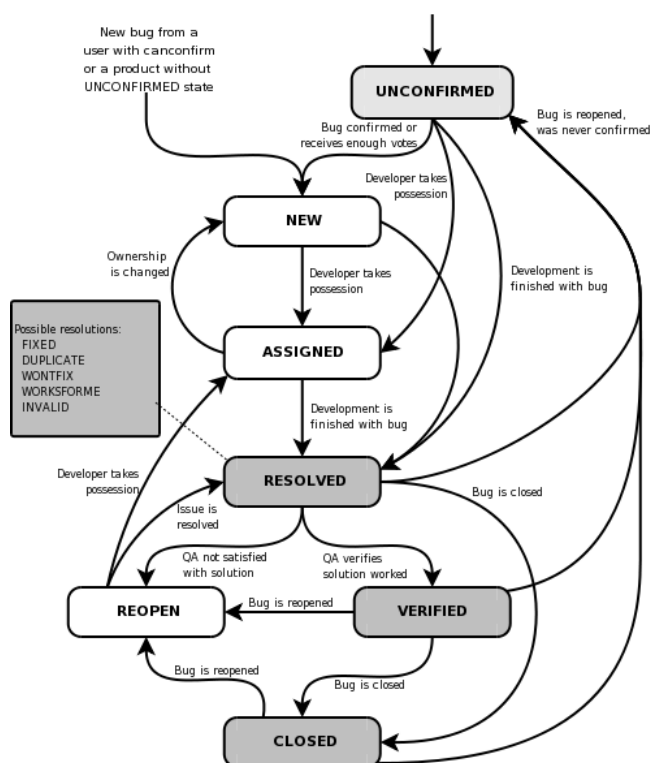 New bug from a
user with canconfirm
or a product without
UNCONFIRMED state
UNCONFIRMED
Bug is reopened,
was never confirmed
Bug confirmed or
receives enough votes
Developer takes
possession
NEW
Ownership
is changed
Developer takes
possession
Development is
finished with bug
Possible resolutions:
FIXED
DUPLICATE
WONTFIX
WORKSFORME
INVALID
ASSIGNED
Development is
finished with bug
Developer takes
possession
RESOLVED
Bug is closed
Issue is
resolved
QA not satisfied
with solution
QA verifies
solution worked
REOPEN
Bug is reopened
VERIFIED
Bug is reopened
Bug is closed
CLOSED